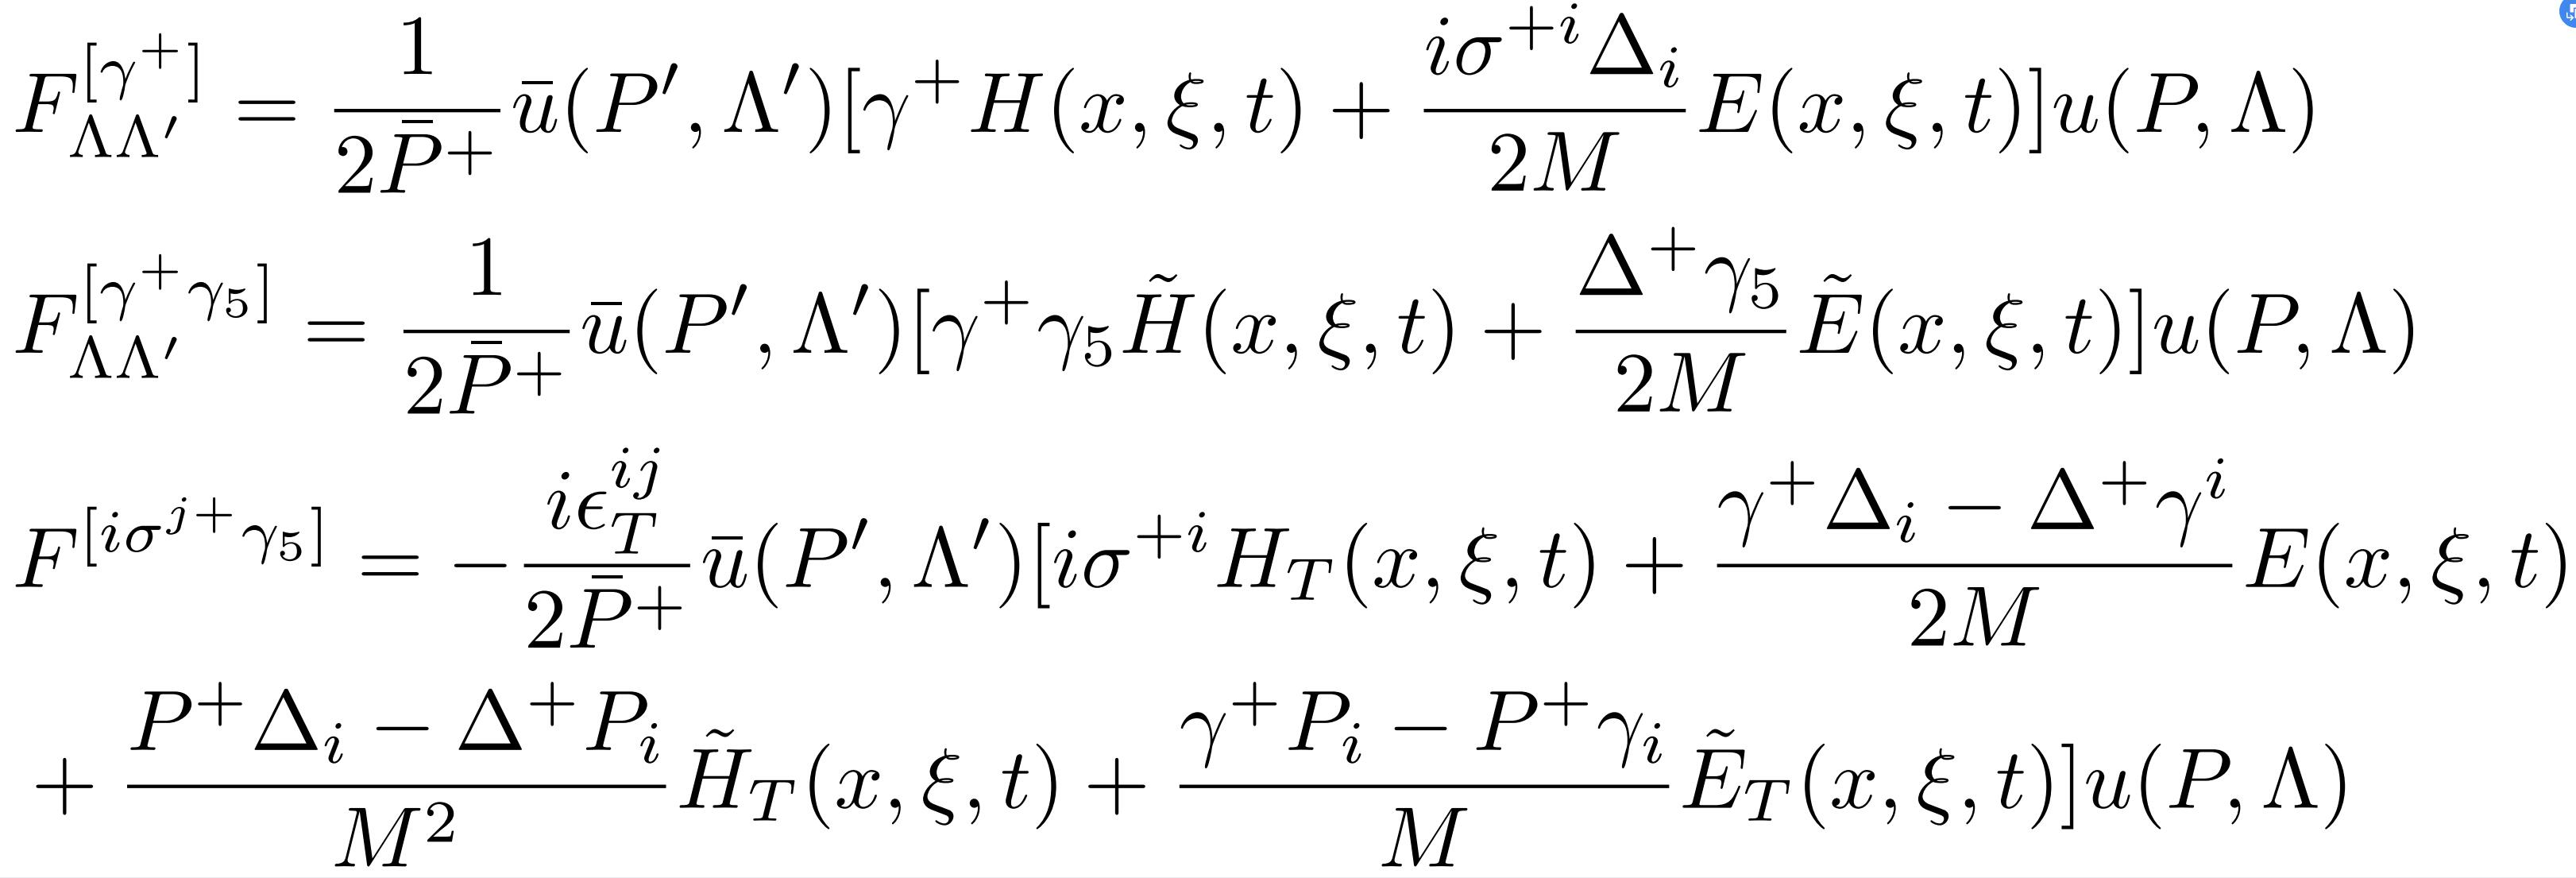 F_{\Lambda\Lambda'}^{[\gamma^+]} = \frac{1}{2\bar{P}^+} \bar{u}(P', \Lambda')[\gamma^+ H(x, \xi, t) + \frac{i\sigma^{+i}\Delta_i}{2M} E(x, \xi, t)]u(P, \Lambda)
F_{\Lambda\Lambda'}^{[\gamma^+\gamma_5]} = \frac{1}{2\bar{P}^+} \bar{u}(P', \Lambda')[\gamma^+\gamma_5 \tilde{H}(x, \xi, t) + \frac{\Delta^+\gamma_5}{2M} \tilde{E}(x, \xi, t)]u(P, \Lambda)
F^{[i\sigma^{j+}\gamma_5]} = -\frac{i\epsilon_T^{ij}}{2\bar{P}^+} \bar{u}(P', \Lambda')[i\sigma^{+i} H_T(x, \xi, t) + \frac{\gamma^+\Delta_i - \Delta^+\gamma^i}{2M} E(x, \xi, t)
+ \frac{P^+\Delta_i - \Delta^+ P_i}{M^2} \tilde{H}_T(x, \xi, t) + \frac{\gamma^+ P_i - P^+\gamma_i}{M} \tilde{E}_T(x, \xi, t)]u(P, \Lambda)